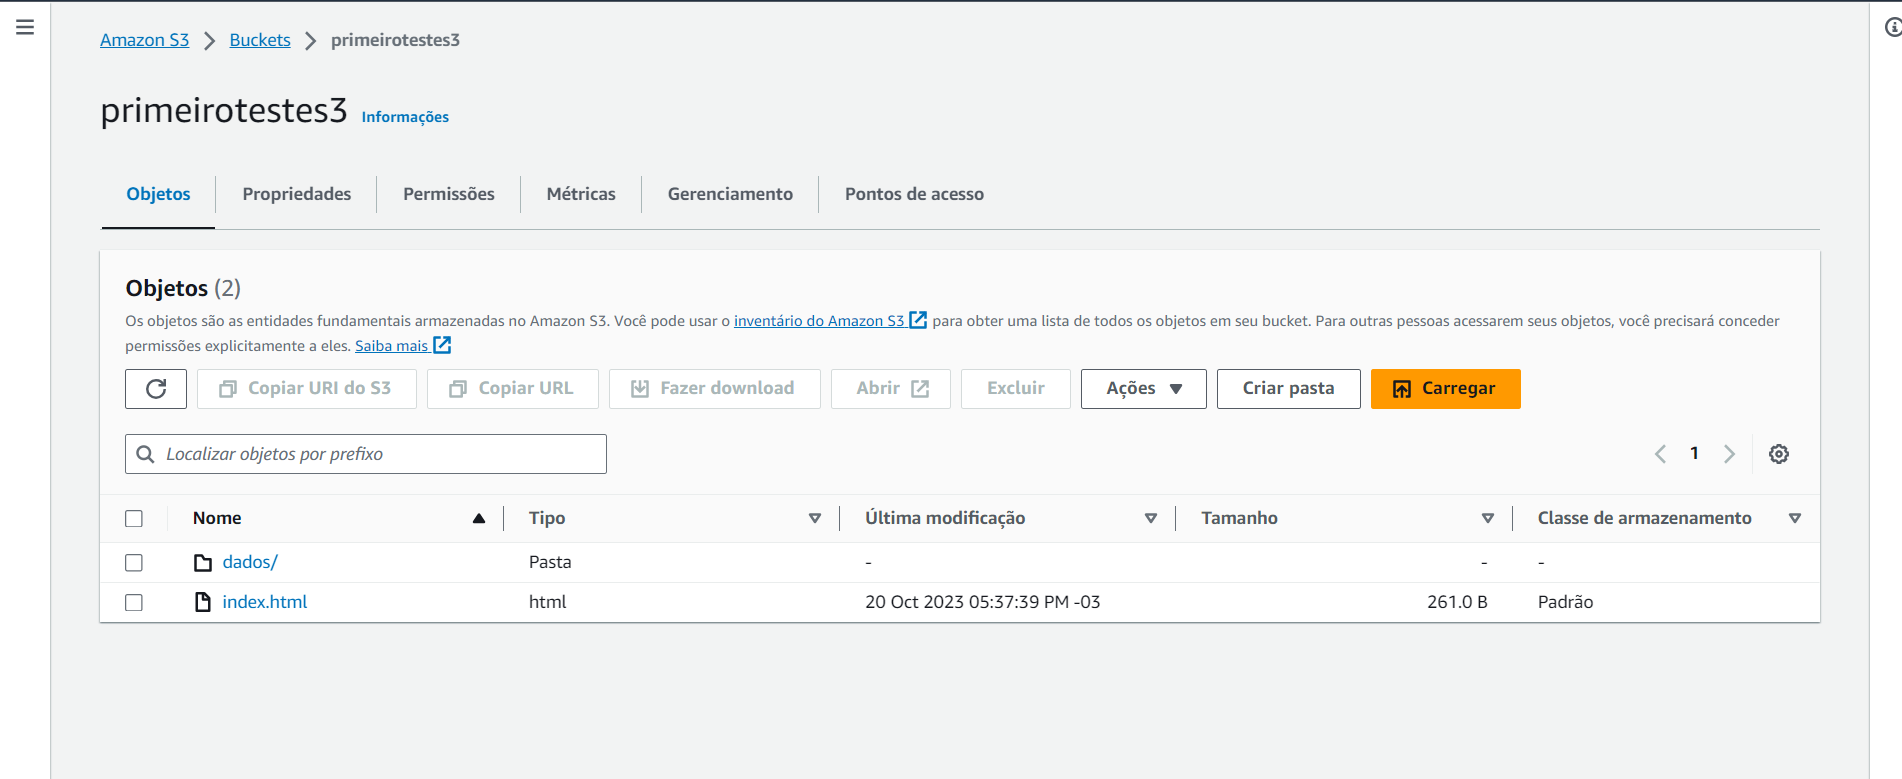 Amazon S3 > Buckets > primeirotestes3
primeirotestes3 Informações
Objetos Propriedades Permissões Métricas Gerenciamento Pontos de acesso
Objetos (2)
Os objetos são as entidades fundamentais armazenadas no Amazon S3. Você pode usar o inventário do Amazon S3 para obter uma lista de todos os objetos em seu bucket. Para outras pessoas acessarem seus objetos, você precisará conceder
permissões explicitamente a eles. Saiba mais
Copiar URI do S3 Copiar URL Fazer download Abrir Excluir Ações Criar pasta Carregar
Localizar objetos por prefixo
1
Nome Tipo Última modificação Tamanho Classe de armazenamento
dados/ Pasta - - -
index.html html 20 Oct 2023 05:37:39 PM -03 261.0 B Padrão